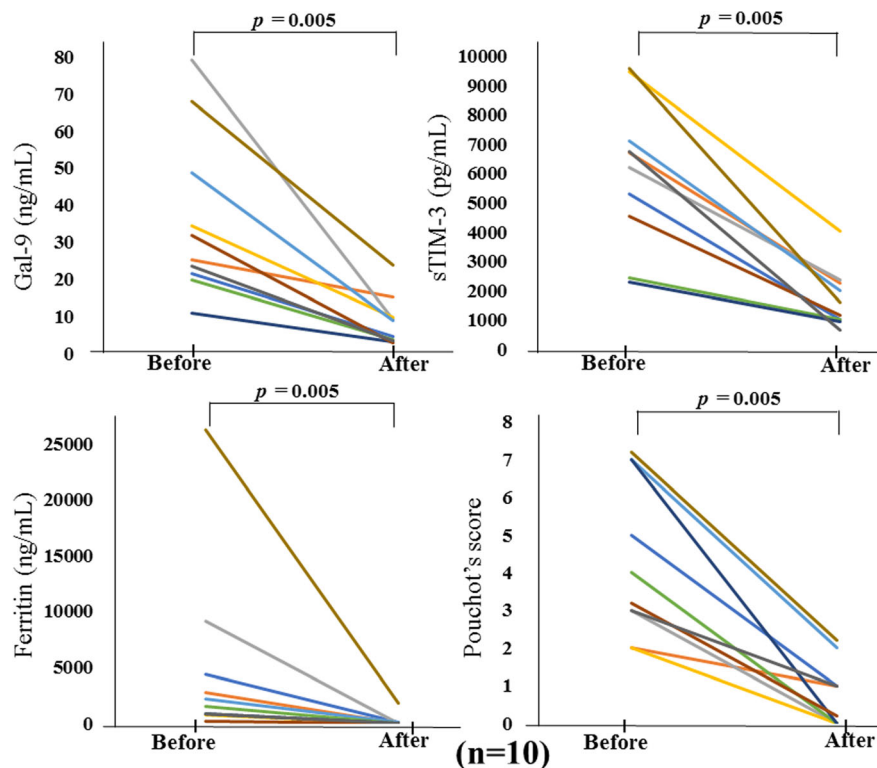 p = 0.005
Gal-9 (ng/mL)
80
70
60
50
40
30
20
10
0
Before
After
p = 0.005
sTIM-3 (pg/mL)
10000
9000
8000
7000
6000
5000
4000
3000
2000
1000
0
Before
After
p = 0.005
Ferritin (ng/mL)
25000
20000
15000
10000
5000
0
Before
After
p = 0.005
Pouchot's score
8
7
6
5
4
3
2
1
0
Before
After
(n=10)